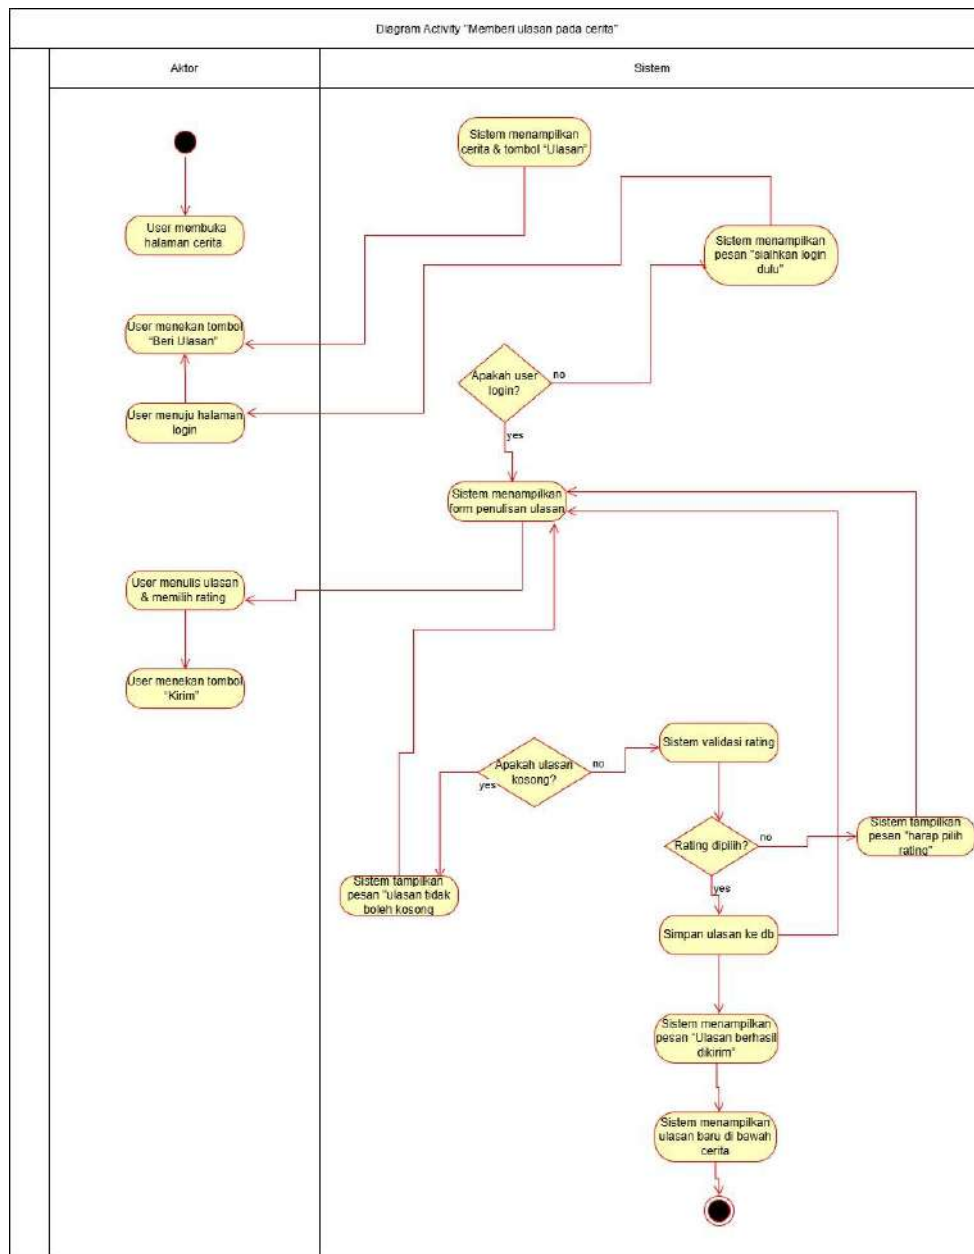 Diagram Activity "Memberi ulasan pada cerita"
Aktor
Sistem
Sistem menampilkan
cerita & tombol "Ulasan"
User membuka
halaman cerita
Sistem menampilkan
pesan "sialhkan login
dulu"
User menekan tombol
"Beri Ulasan"
Apakah user
login?
no
yes
User menuju halaman
login
Sistem menampilkan
form penulisan ulasan
User menulis ulasan
& memilih rating
User menekan tombol
"Kirim"
Sistem validasi rating
Apakah ulasan
kosong?
no
yes
Rating dipilih?
no
yes
Sistem tampilkan
pesan "harap pilih
rating"
Sistem tampilkan
pesan "ulasan tidak
boleh kosong
Simpan ulasan ke db
Sistem menampilkan
pesan "Ulasan berhasil
dikirim"
Sistem menampilkan
ulasan baru di bawah
cerita